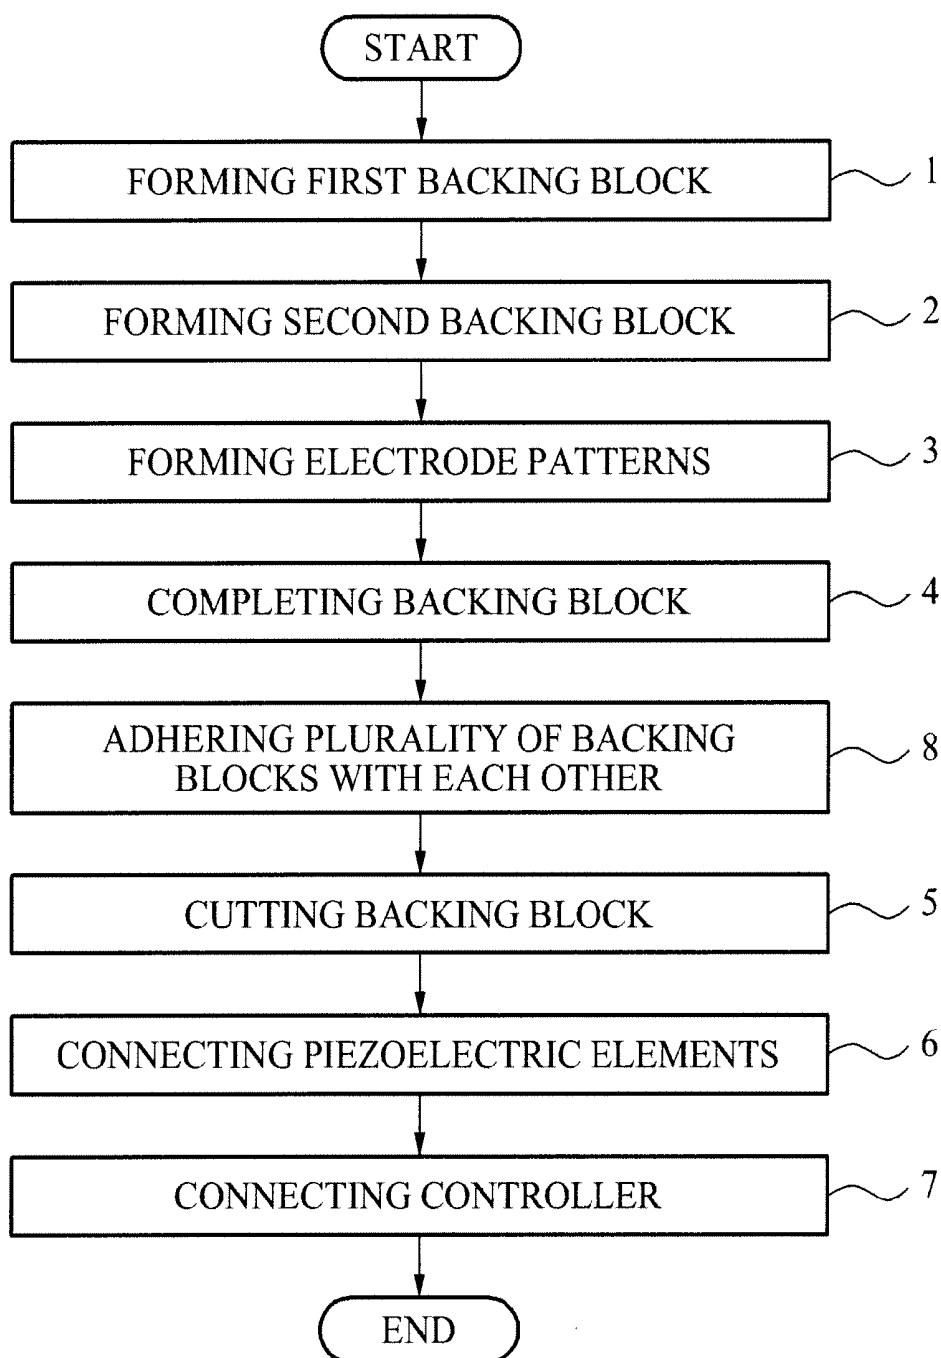 START
FORMING FIRST BACKING BLOCK 1
FORMING SECOND BACKING BLOCK 2
FORMING ELECTRODE PATTERNS 3
COMPLETING BACKING BLOCK 4
ADHERING PLURALITY OF BACKING
BLOCKS WITH EACH OTHER 8
CUTTING BACKING BLOCK 5
CONNECTING PIEZOELECTRIC ELEMENTS 6
CONNECTING CONTROLLER 7
END